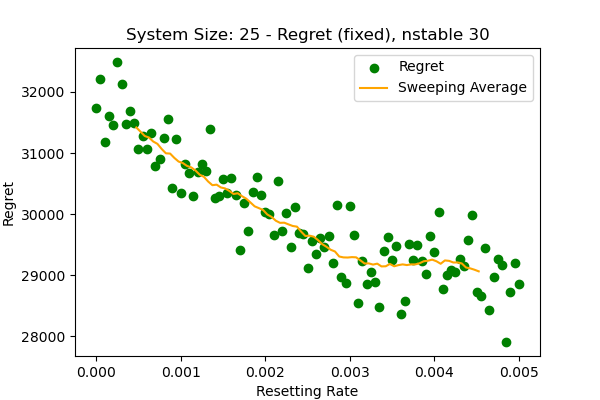 System Size: 25 - Regret (fixed), nstable 30
Regret
Sweeping Average
Regret
32000
31000
30000
29000
28000
0.000 0.001 0.002 0.003 0.004 0.005
Resetting Rate